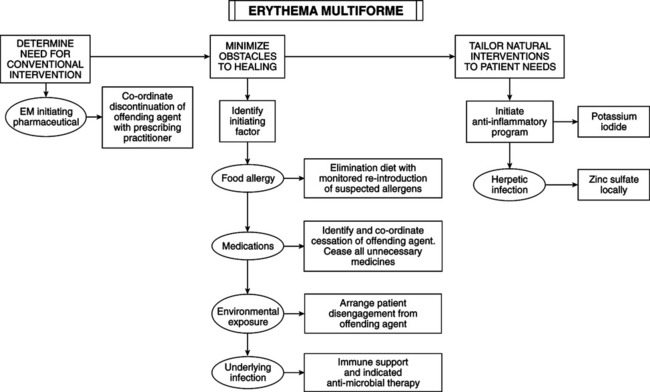 ERYTHEMA MULTIFORME
DETERMINE
NEED FOR
CONVENTIONAL
INTERVENTION
EM initiating
pharmaceutical
Co-ordinate
discontinuation of
offending agent
with prescribing
practitioner
MINIMIZE
OBSTACLES
TO HEALING
Identify
initiating
factor
Food allergy
Elimination diet with
monitored re-introduction
of suspected allergens
Medications
Identify and co-ordinate
cessation of offending agent.
Cease all unnecessary
medicines
Environmental
exposure
Arrange patient
disengagement from
offending agent
Underlying
infection
Immune support
and indicated
anti-microbial therapy
TAILOR NATURAL
INTERVENTIONS
TO PATIENT NEEDS
Initiate
anti-inflammatory
program
Potassium
iodide
Herpetic
infection
Zinc sulfate
locally